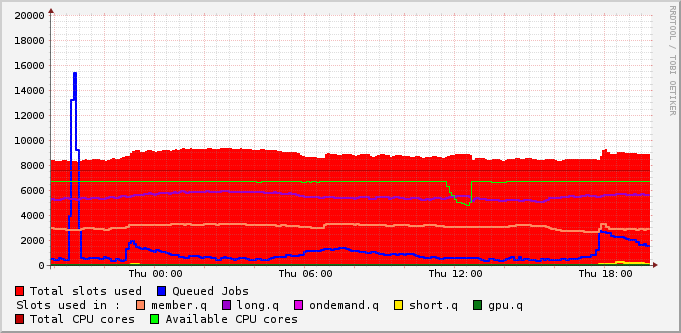 20000
18000
16000
14000
12000
10000
8000
6000
4000
2000
0
Thu 00:00 Thu 06:00 Thu 12:00 Thu 18:00
RRDTOOL / TOBI OETIKER
Total slots used Queued Jobs
Slots used in : member.q long.q ondemand.q short.q gpu.q
Total CPU cores Available CPU cores